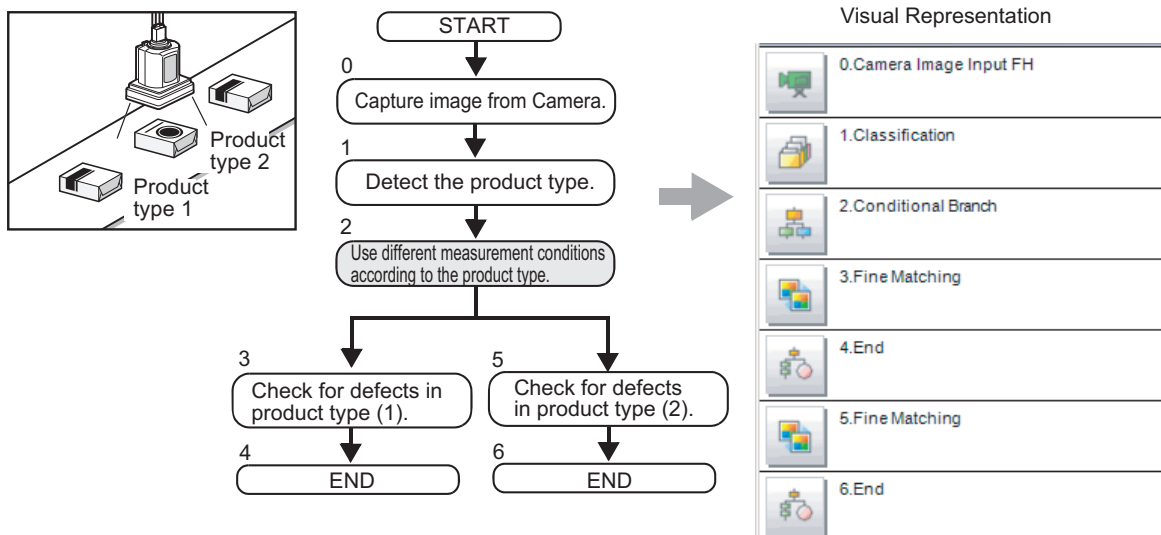 Product
type 2
Product
type 1
START
0
Capture image from Camera.
1
Detect the product type.
2
Use different measurement conditions
according to the product type.
3
Check for defects in
product type (1).
4
END
5
Check for defects
in product type (2).
6
END
Visual Representation
0.Camera Image Input FH
1.Classification
2.Conditional Branch
3.Fine Matching
4.End
5.Fine Matching
6.End